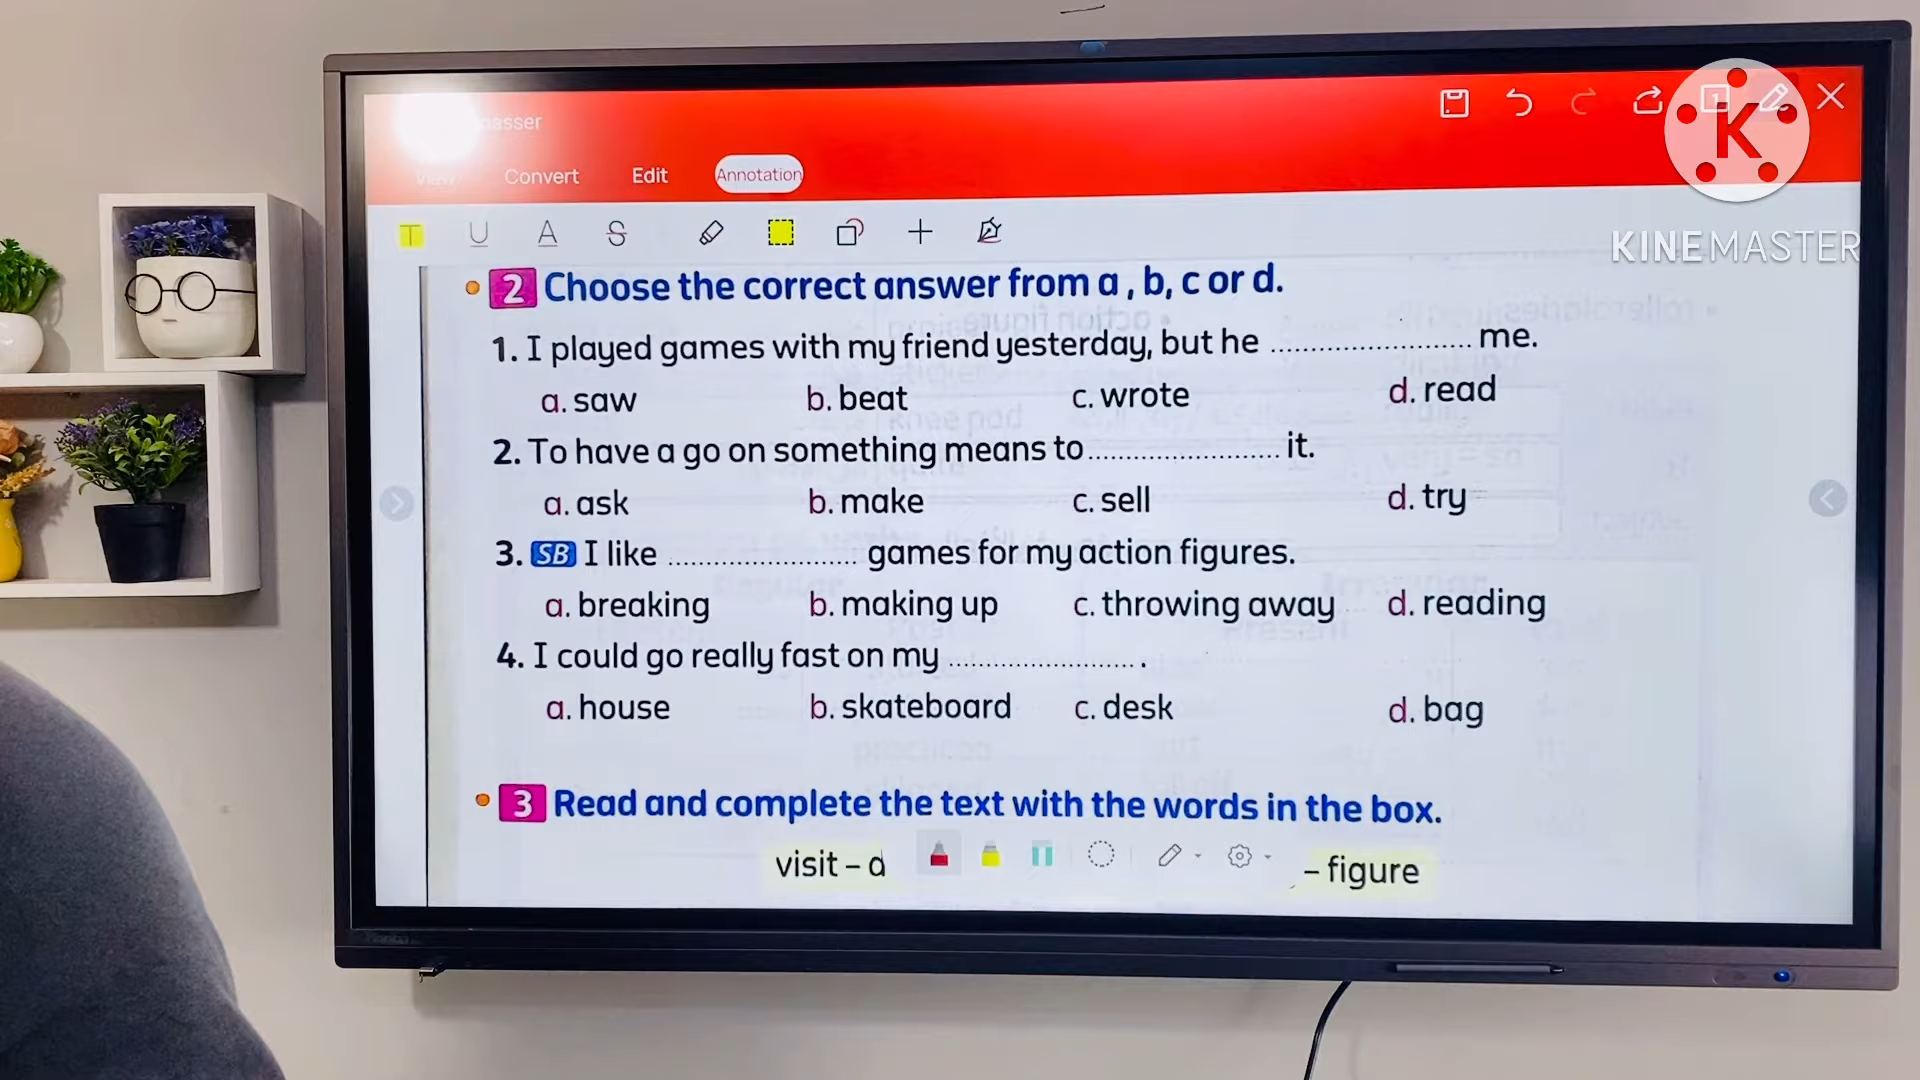 asser
View
Convert Edit Annotation
K
KINEMASTER
T U A S
2 Choose the correct answer from a , b, c or d.
1. I played games with my friend yesterday, but he ........................ me.
a. saw b. beat c. wrote d. read
2. To have a go on something means to........................ it.
a. ask b. make c. sell d. try
3. SB I like ........................ games for my action figures.
a. breaking b. making up c. throwing away d. reading
4. I could go really fast on my ........................ .
a. house b. skateboard c. desk d. bag
3 Read and complete the text with the words in the box.
visit – – figure